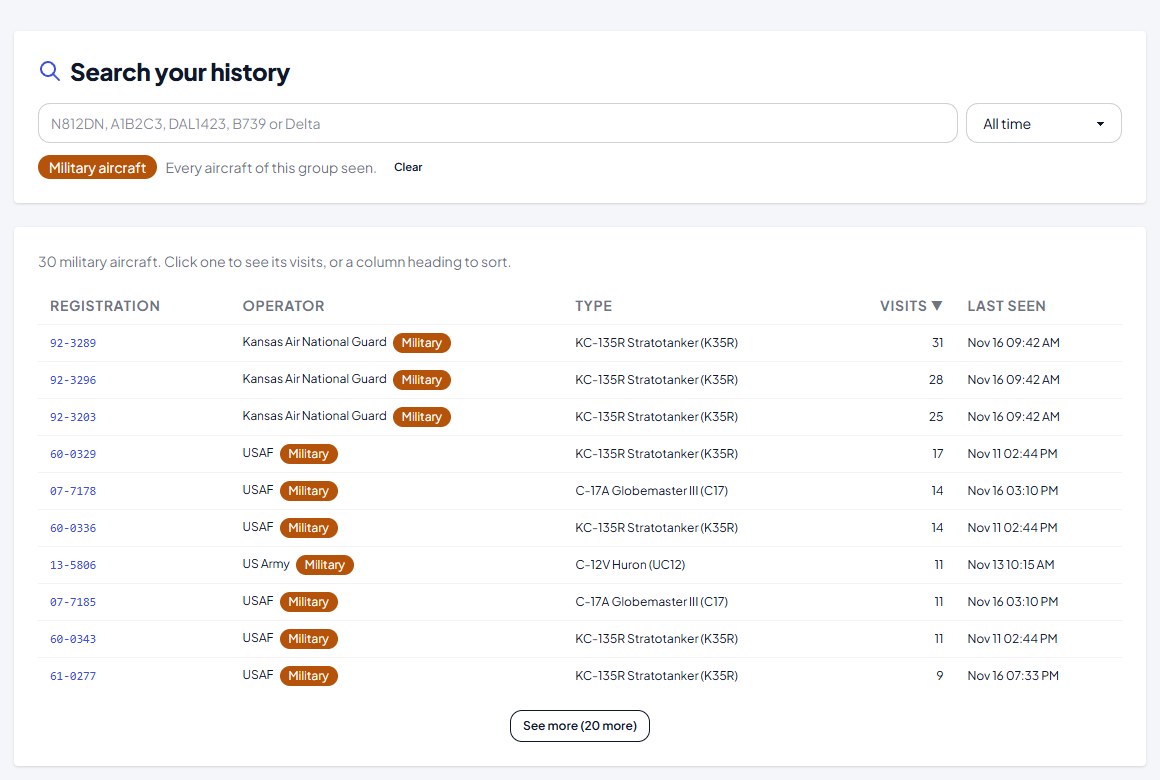 Search your history
N812DN, A1B2C3, DAL1423, B739 or Delta
All time
Military aircraft Every aircraft of this group seen. Clear
30 military aircraft. Click one to see its visits, or a column heading to sort.
REGISTRATION OPERATOR TYPE VISITS ▼ LAST SEEN
92-3289 Kansas Air National Guard Military KC-135R Stratotanker (K35R) 31 Nov 16 09:42 AM
92-3296 Kansas Air National Guard Military KC-135R Stratotanker (K35R) 28 Nov 16 09:42 AM
92-3203 Kansas Air National Guard Military KC-135R Stratotanker (K35R) 25 Nov 16 09:42 AM
60-0329 USAF Military KC-135R Stratotanker (K35R) 17 Nov 11 02:44 PM
07-7178 USAF Military C-17A Globemaster III (C17) 14 Nov 16 03:10 PM
60-0336 USAF Military KC-135R Stratotanker (K35R) 14 Nov 11 02:44 PM
13-5806 US Army Military C-12V Huron (UC12) 11 Nov 13 10:15 AM
07-7185 USAF Military C-17A Globemaster III (C17) 11 Nov 16 03:10 PM
60-0343 USAF Military KC-135R Stratotanker (K35R) 11 Nov 11 02:44 PM
61-0277 USAF Military KC-135R Stratotanker (K35R) 9 Nov 16 07:33 PM
See more (20 more)